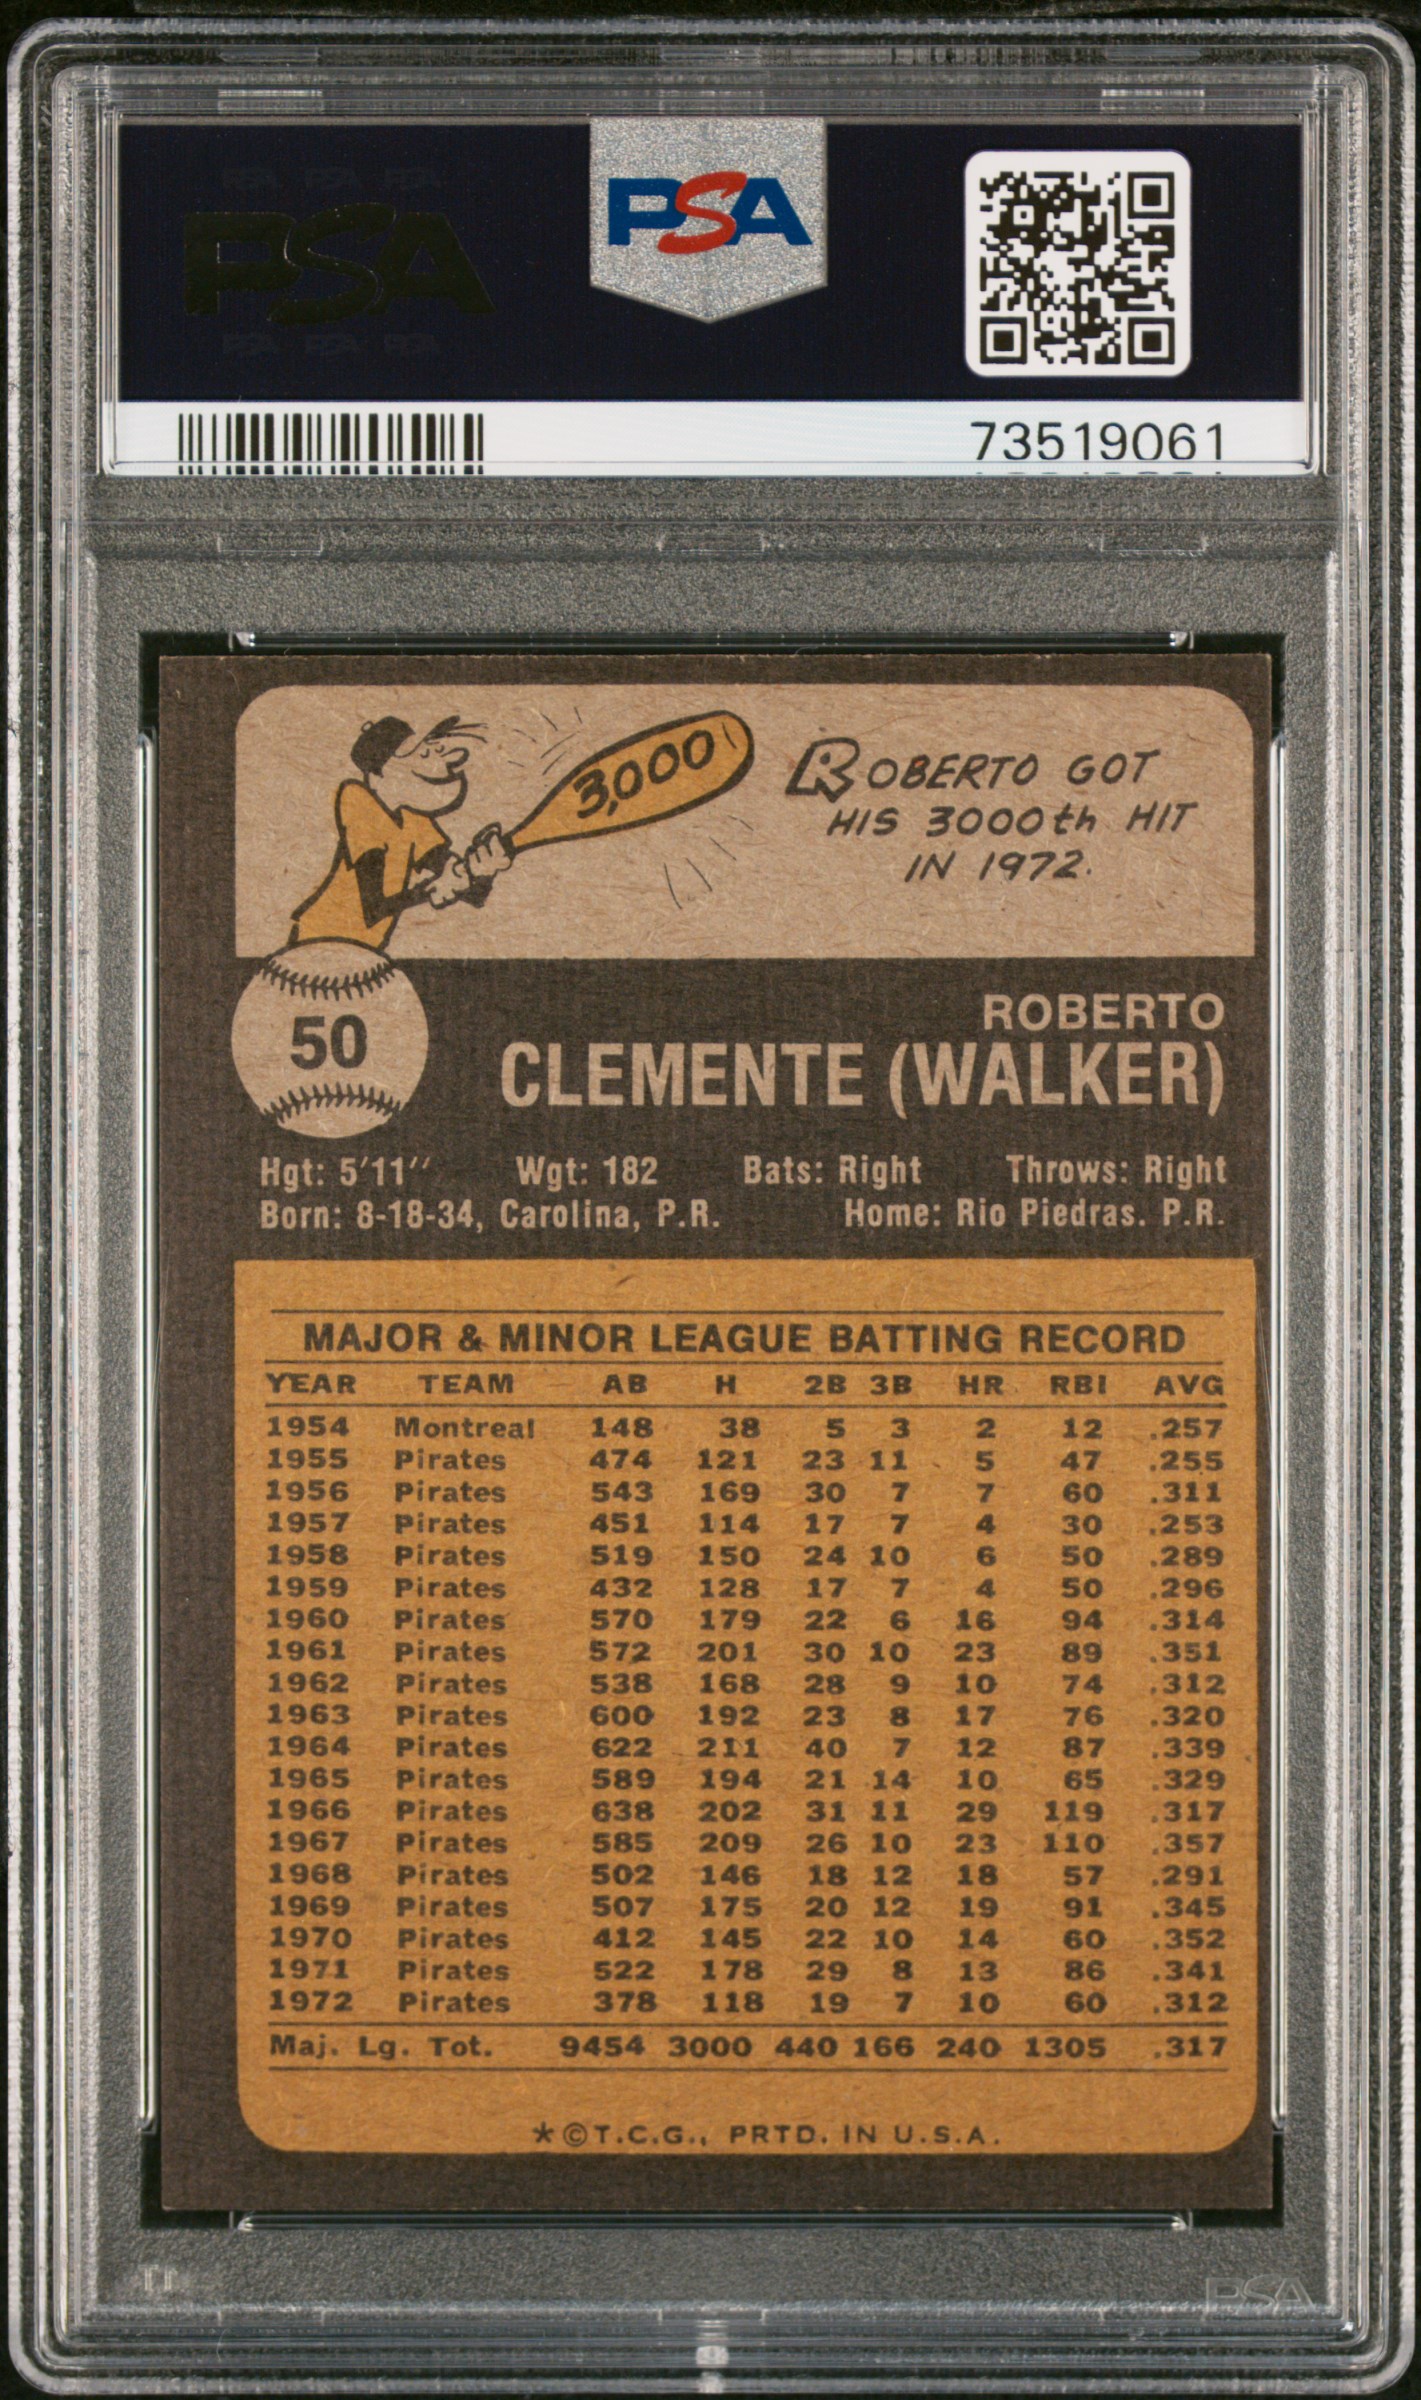 PSA PSA PSA
PSA
PSA PSA PSA
PSA
73519061
3,000
ROBERTO GOT
HIS 3000th HIT
IN 1972.
50
ROBERTO
CLEMENTE (WALKER)
Hgt: 5'11'' Wgt: 182 Bats: Right Throws: Right
Born: 8-18-34, Carolina, P.R. Home: Rio Piedras. P.R.
MAJOR & MINOR LEAGUE BATTING RECORD
YEAR TEAM AB H 2B 3B HR RBI AVG
1954 Montreal 148 38 5 3 2 12 .257
1955 Pirates 474 121 23 11 5 47 .255
1956 Pirates 543 169 30 7 7 60 .311
1957 Pirates 451 114 17 7 4 30 .253
1958 Pirates 519 150 24 10 6 50 .289
1959 Pirates 432 128 17 7 4 50 .296
1960 Pirates 570 179 22 6 16 94 .314
1961 Pirates 572 201 30 10 23 89 .351
1962 Pirates 538 168 28 9 10 74 .312
1963 Pirates 600 192 23 8 17 76 .320
1964 Pirates 622 211 40 7 12 87 .339
1965 Pirates 589 194 21 14 10 65 .329
1966 Pirates 638 202 31 11 29 119 .317
1967 Pirates 585 209 26 10 23 110 .357
1968 Pirates 502 146 18 12 18 57 .291
1969 Pirates 507 175 20 12 19 91 .345
1970 Pirates 412 145 22 10 14 60 .352
1971 Pirates 522 178 29 8 13 86 .341
1972 Pirates 378 118 19 7 10 60 .312
Maj. Lg. Tot. 9454 3000 440 166 240 1305 .317
*©T.C.G., PRTD. IN U.S.A.
PSA